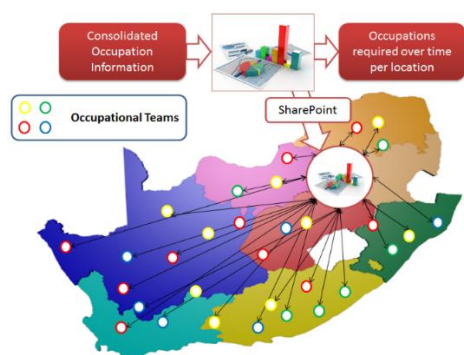 Consolidated
Occupation
Information
Occupations
required over time
per location
SharePoint
Occupational Teams